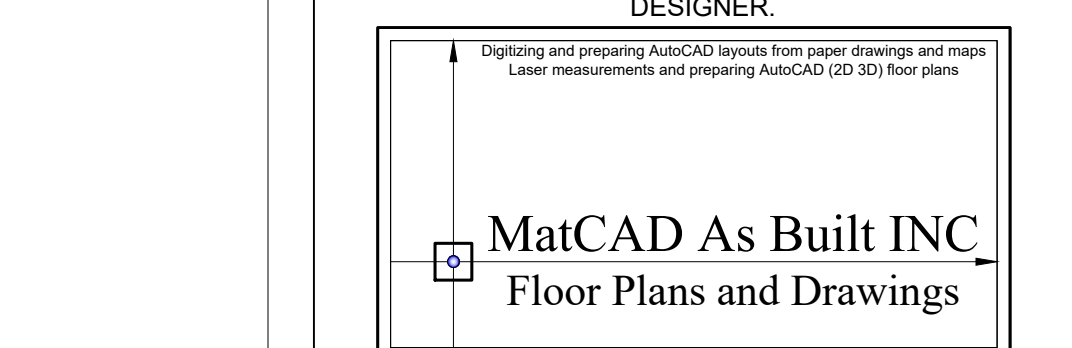 DESIGNER.
Digitizing and preparing AutoCAD layouts from paper drawings and maps
Laser measurements and preparing AutoCAD (2D 3D) floor plans
MatCAD As Built INC
Floor Plans and Drawings